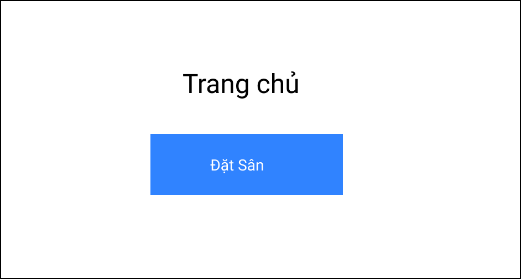 Trang chủ
Đặt Sân